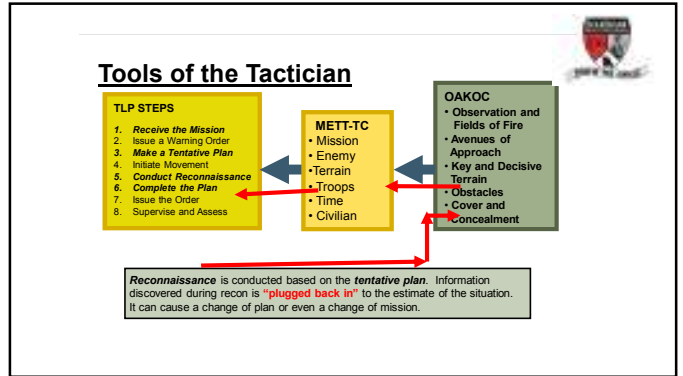 Tools of the Tactician
TLP STEPS
1. Receive the Mission
2. Issue a Warning Order
3. Make a Tentative Plan
4. Initiate Movement
5. Conduct Reconnaissance
6. Complete the Plan
7. Issue the Order
8. Supervise and Assess
METT-TC
• Mission
• Enemy
•Terrain
• Troops
• Time
• Civilian
OAKOC
• Observation and
Fields of Fire
• Avenues of
Approach
• Key and Decisive
Terrain
• Obstacles
• Cover and
Concealment
Reconnaissance is conducted based on the tentative plan. Information
discovered during recon is “plugged back in” to the estimate of the situation.
It can cause a change of plan or even a change of mission.